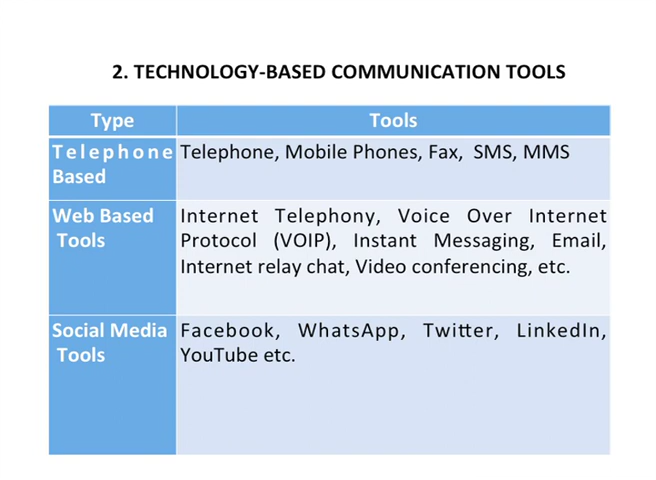 2. TECHNOLOGY-BASED COMMUNICATION TOOLS
Type Tools
Telephone Telephone, Mobile Phones, Fax, SMS, MMS
Based
Web Based Internet Telephony, Voice Over Internet
Tools Protocol (VOIP), Instant Messaging, Email,
Internet relay chat, Video conferencing, etc.
Social Media Facebook, WhatsApp, Twitter, LinkedIn,
Tools YouTube etc.